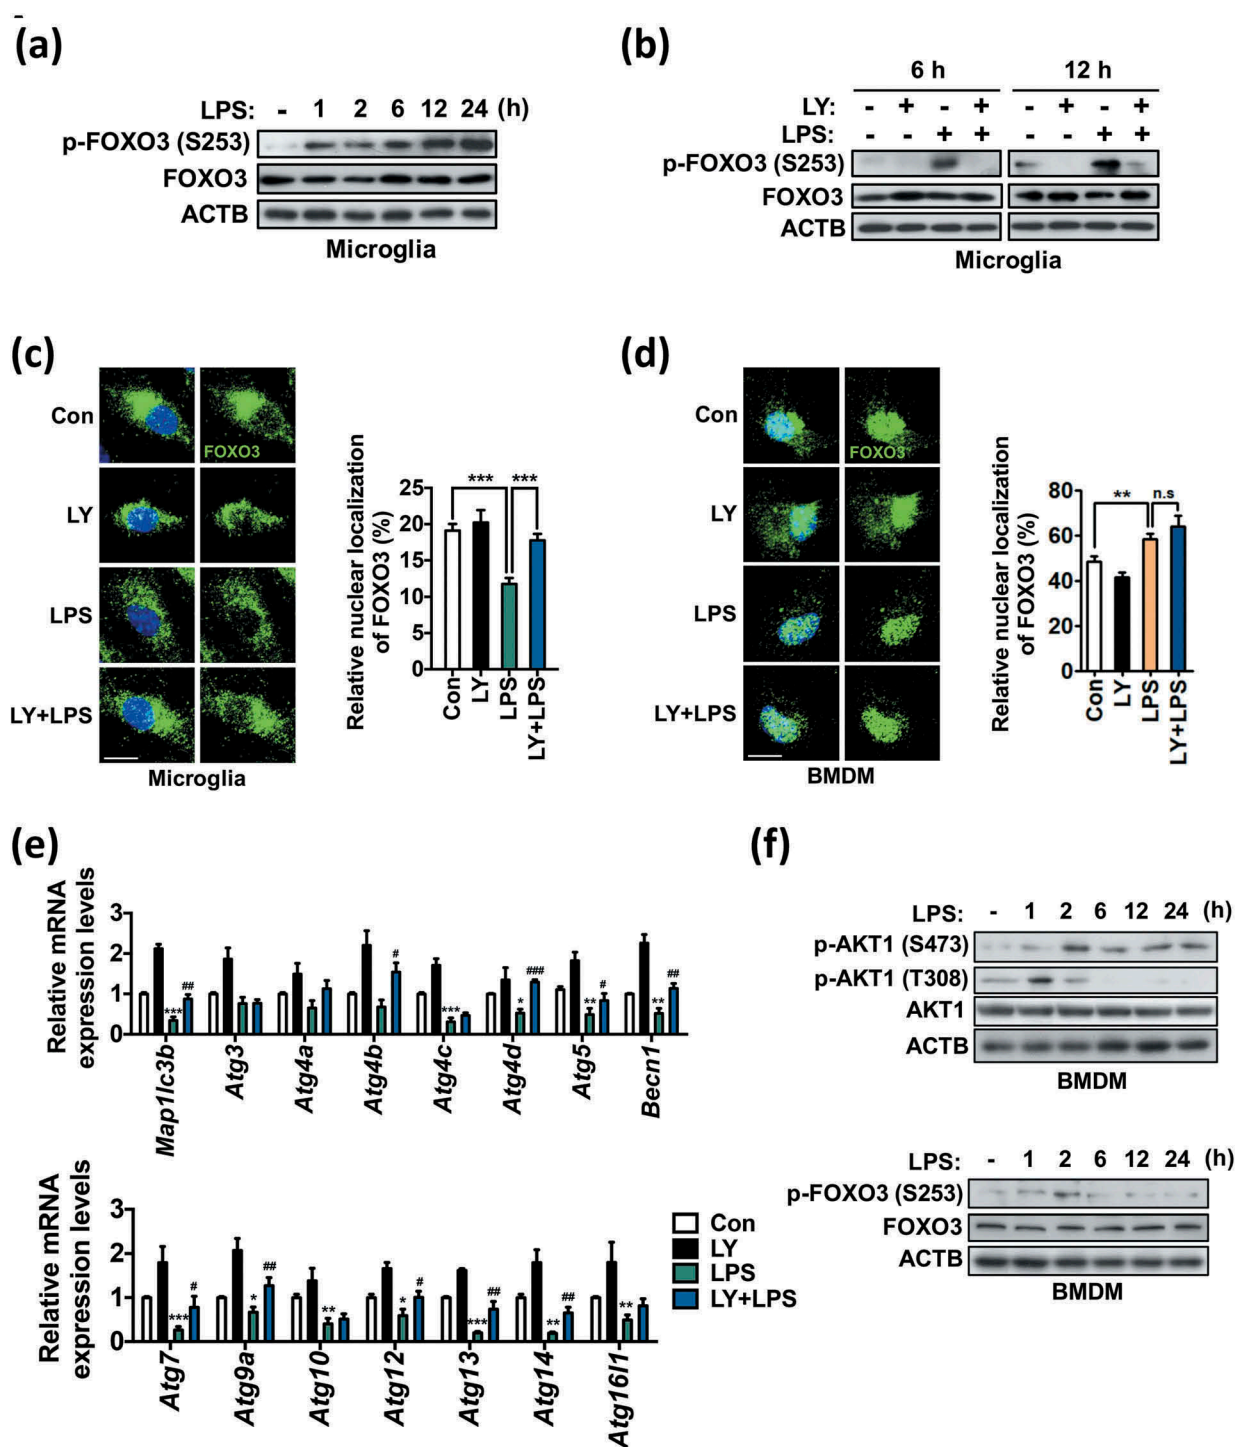 (a)
LPS: - 1 2 6 12 24 (h)
p-FOXO3 (S253)
FOXO3
ACTB
Microglia
(b)
6 h 12 h
LY: - + - + - + - +
LPS: - - + + - - + +
p-FOXO3 (S253)
FOXO3
ACTB
Microglia
(c)
Con
FOXO3
LY
LPS
LY+LPS
Microglia
Relative nuclear localization
of FOXO3 (%)
25
20
15
10
5
0
*** ***
Con LY LPS LY+LPS
(d)
Con
FOXO3
LY
LPS
LY+LPS
BMDM
Relative nuclear localization
of FOXO3 (%)
80
60
40
20
0
** n.s
Con LY LPS LY+LPS
(e)
Relative mRNA
expression levels
3
2
1
0
*** ## # *** * ### ** # ** ##
Map1lc3b Atg3 Atg4a Atg4b Atg4c Atg4d Atg5 Becn1
Relative mRNA
expression levels
3
2
1
0
*** # * ## ** * # *** ## ** ## **
Atg7 Atg9a Atg10 Atg12 Atg13 Atg14 Atg16l1
Con
LY
LPS
LY+LPS
(f)
LPS: - 1 2 6 12 24 (h)
p-AKT1 (S473)
p-AKT1 (T308)
AKT1
ACTB
BMDM
LPS: - 1 2 6 12 24 (h)
p-FOXO3 (S253)
FOXO3
ACTB
BMDM